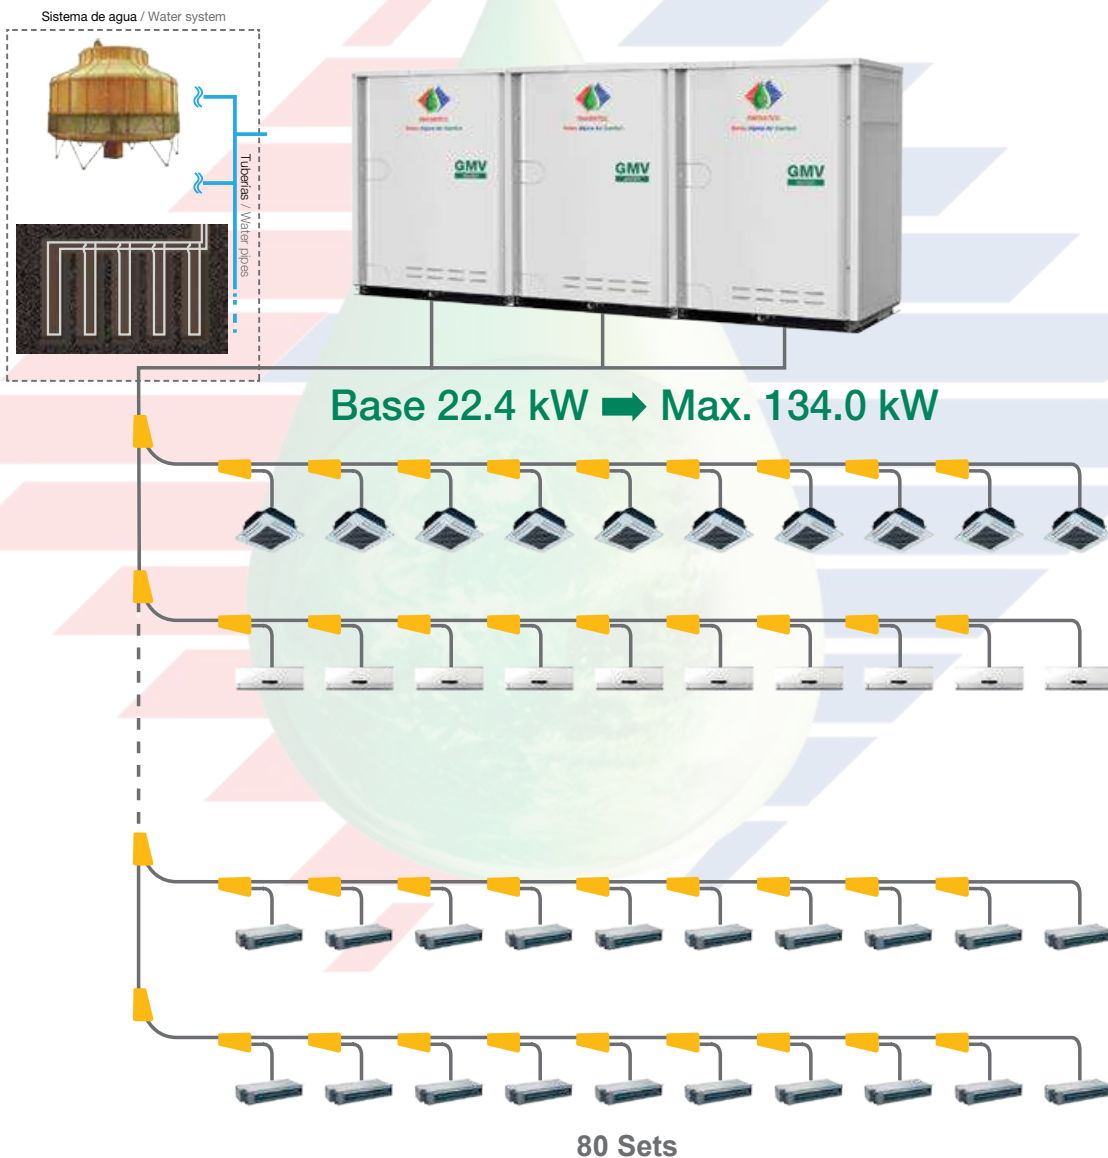 Sistema de agua / Water system
Tuberías / Water pipes
GMV
GMV
GMV
Base 22.4 kW ➡ Max. 134.0 kW
80 Sets